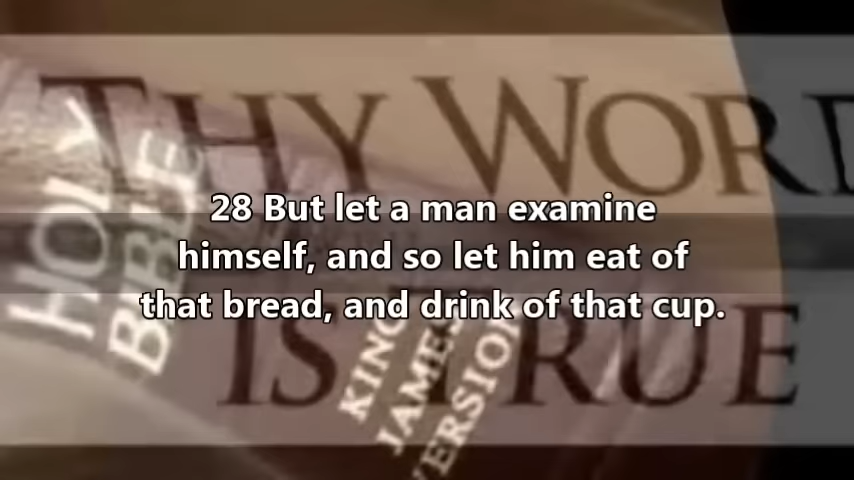 THY WORD
HOLY
BIBLE
28 But let a man examine
himself, and so let him eat of
that bread, and drink of that cup.
IS TRUE
KING
JAMES
VERSION